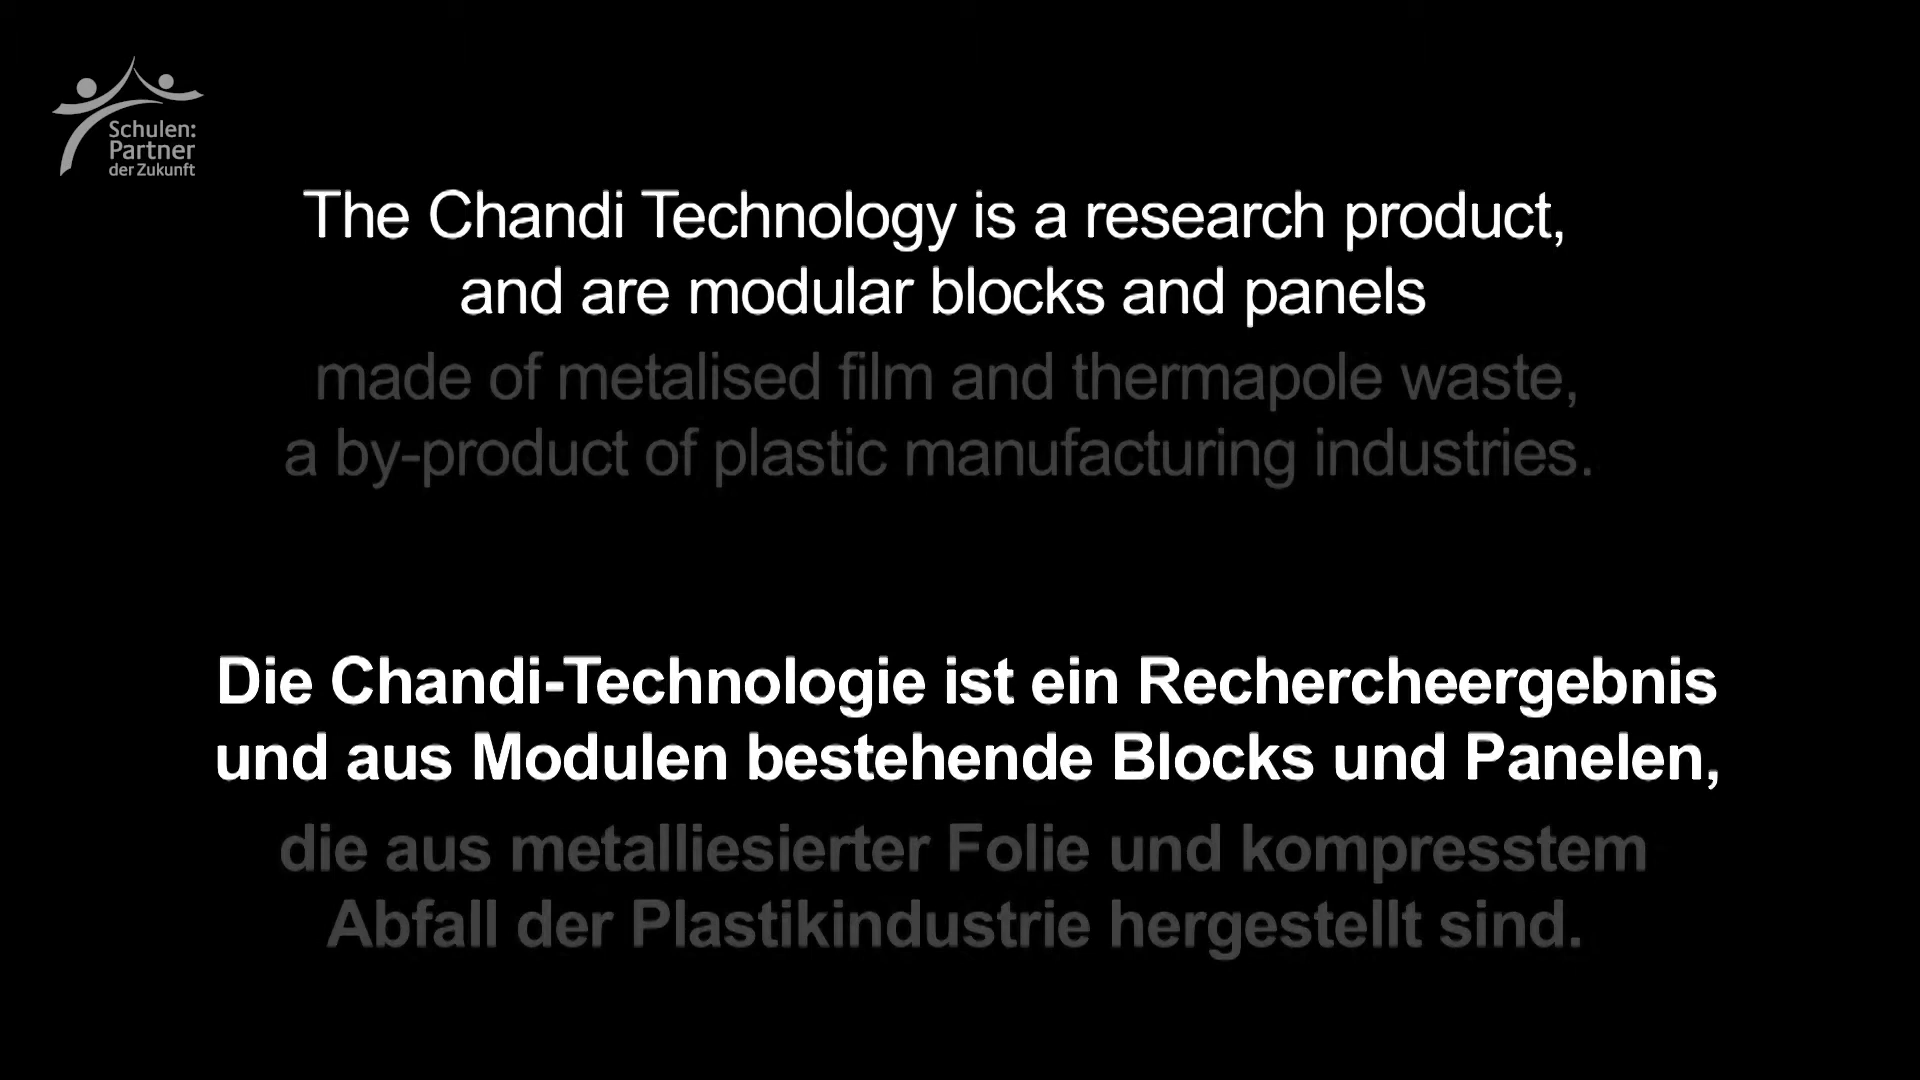 Schulen:
Partner
der Zukunft
The Chandi Technology is a research product,
and are modular blocks and panels
made of metalised film and thermapole waste,
a by-product of plastic manufacturing industries.
Die Chandi-Technologie ist ein Rechercheergebnis
und aus Modulen bestehende Blocks und Panelen,
die aus metalliesierter Folie und kompresstem
Abfall der Plastikindustrie hergestellt sind.